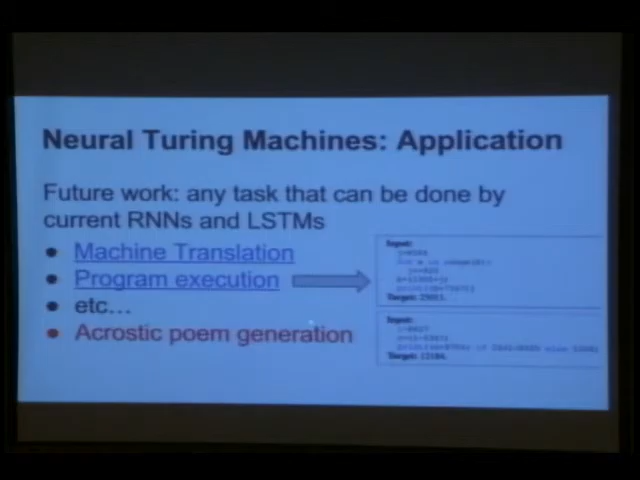 Neural Turing Machines: Application
Future work: any task that can be done by
current RNNs and LSTMs
Machine Translation
Program execution
etc...
Acrostic poem generation
Input:
Target:
Input:
Target: